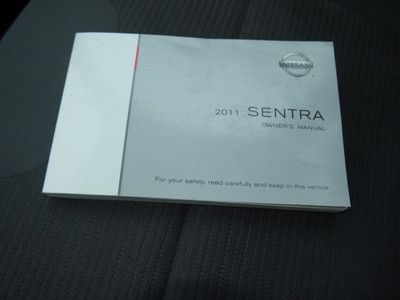 NISSAN
2011 SENTRA
OWNER'S MANUAL
For your safety, read carefully and keep in this vehicle.